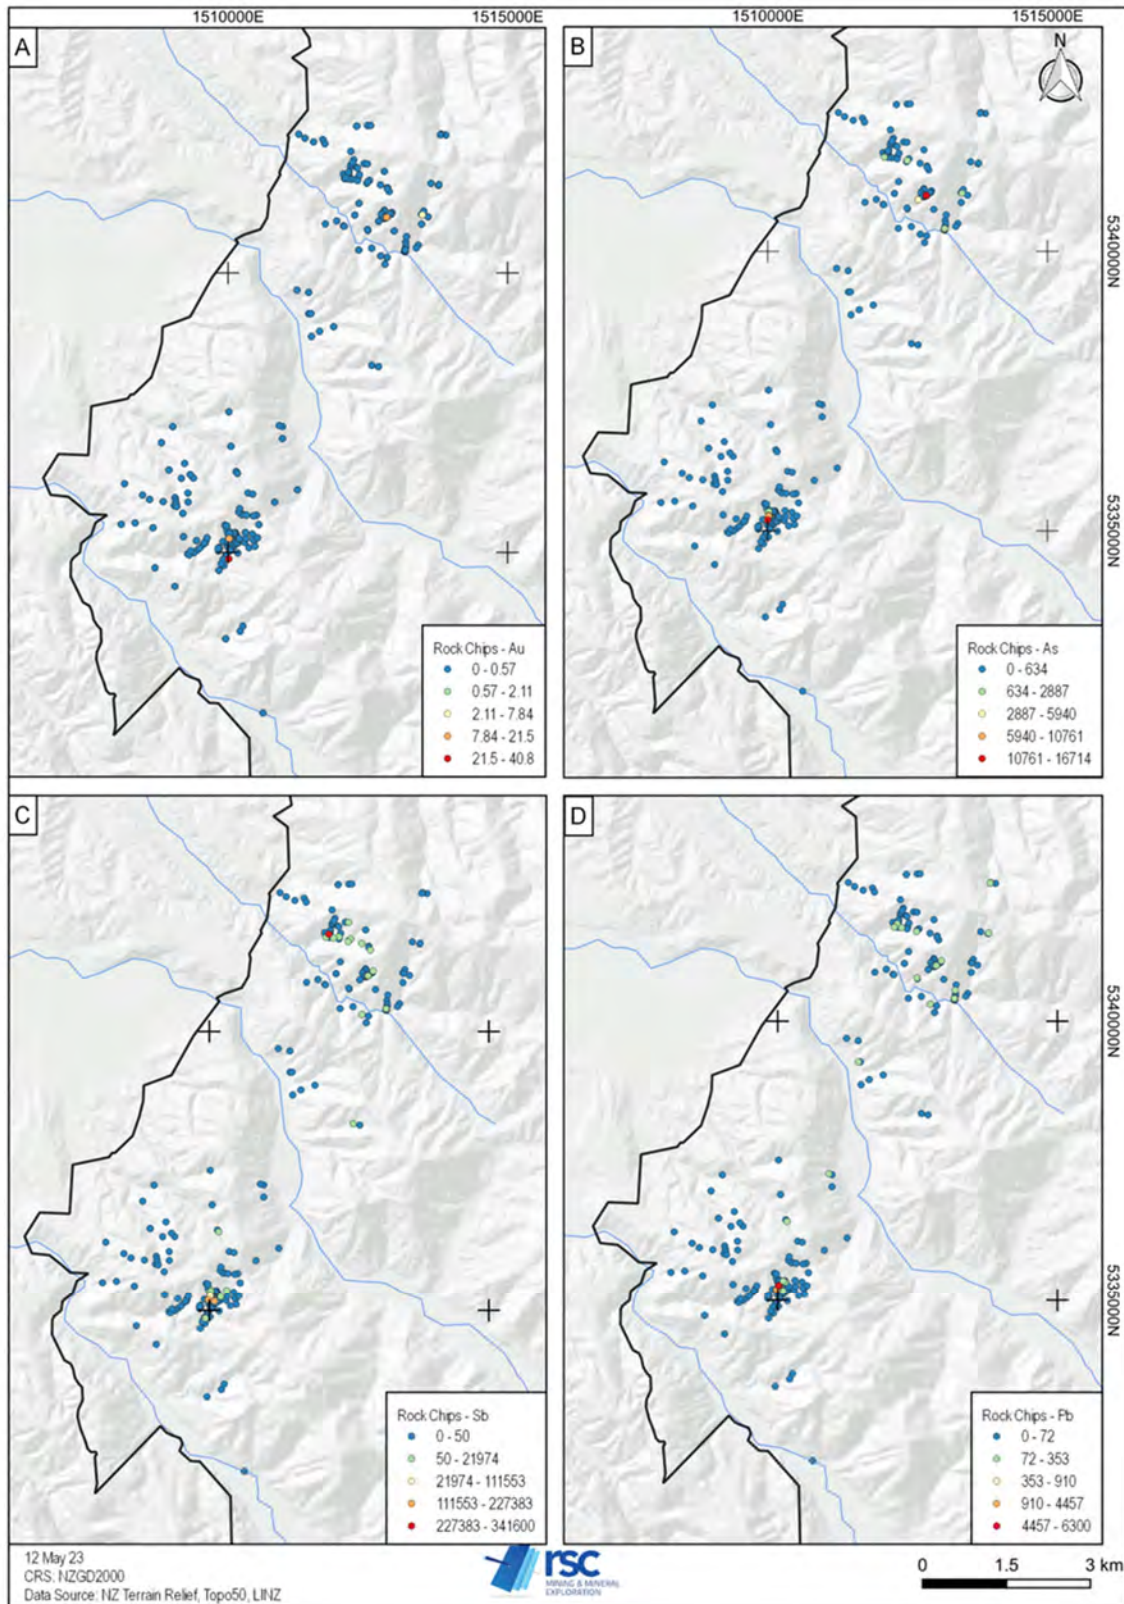 1510000E 1515000E 1510000E 1515000E
A
B
N
5340000N
5335000N
Rock Chips - Au
0 - 0.57
0.57 - 2.11
2.11 - 7.84
7.84 - 21.5
21.5 - 40.8
Rock Chips - As
0 - 634
634 - 2887
2887 - 5940
5940 - 10761
10761 - 16714
C
D
5340000N
5335000N
Rock Chips - Sb
0 - 50
50 - 21974
21974 - 111553
111553 - 227383
227383 - 341600
Rock Chips - Pb
0 - 72
72 - 353
353 - 910
910 - 4457
4457 - 6300
12 May 23
CRS: NZGD2000
Data Source: NZ Terrain Relief, Topo50, LINZ
rsc
MINING & MINERAL
EXPLORATION
0 1.5 3 km